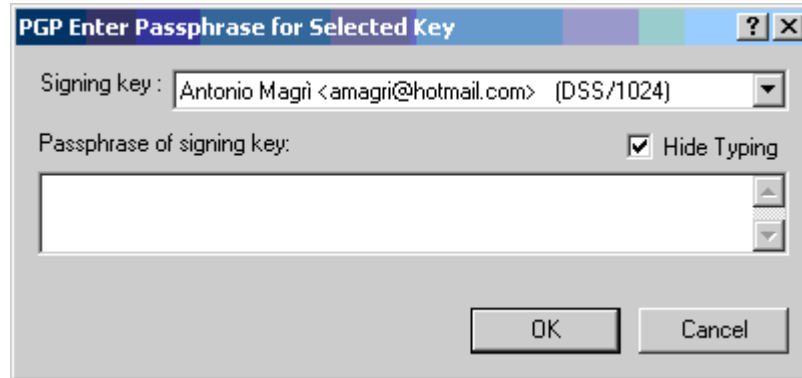 PGP Enter Passphrase for Selected Key
Signing key : Antonio Magrì <amagri@hotmail.com> (DSS/1024)
Passphrase of signing key: Hide Typing
OK Cancel